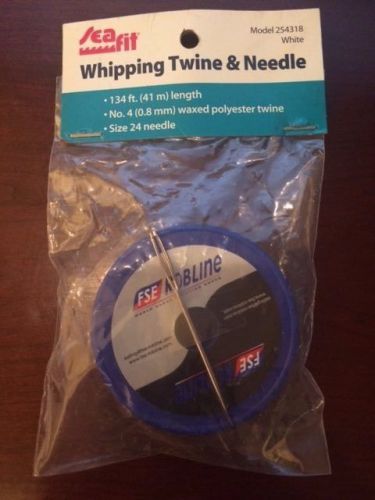 Sea
fit
Model 254318
White
Whipping Twine & Needle
• 134 ft. (41 m) length
• No. 4 (0.8 mm) waxed polyester twine
• Size 24 needle
FSE ROBLINE
FSE